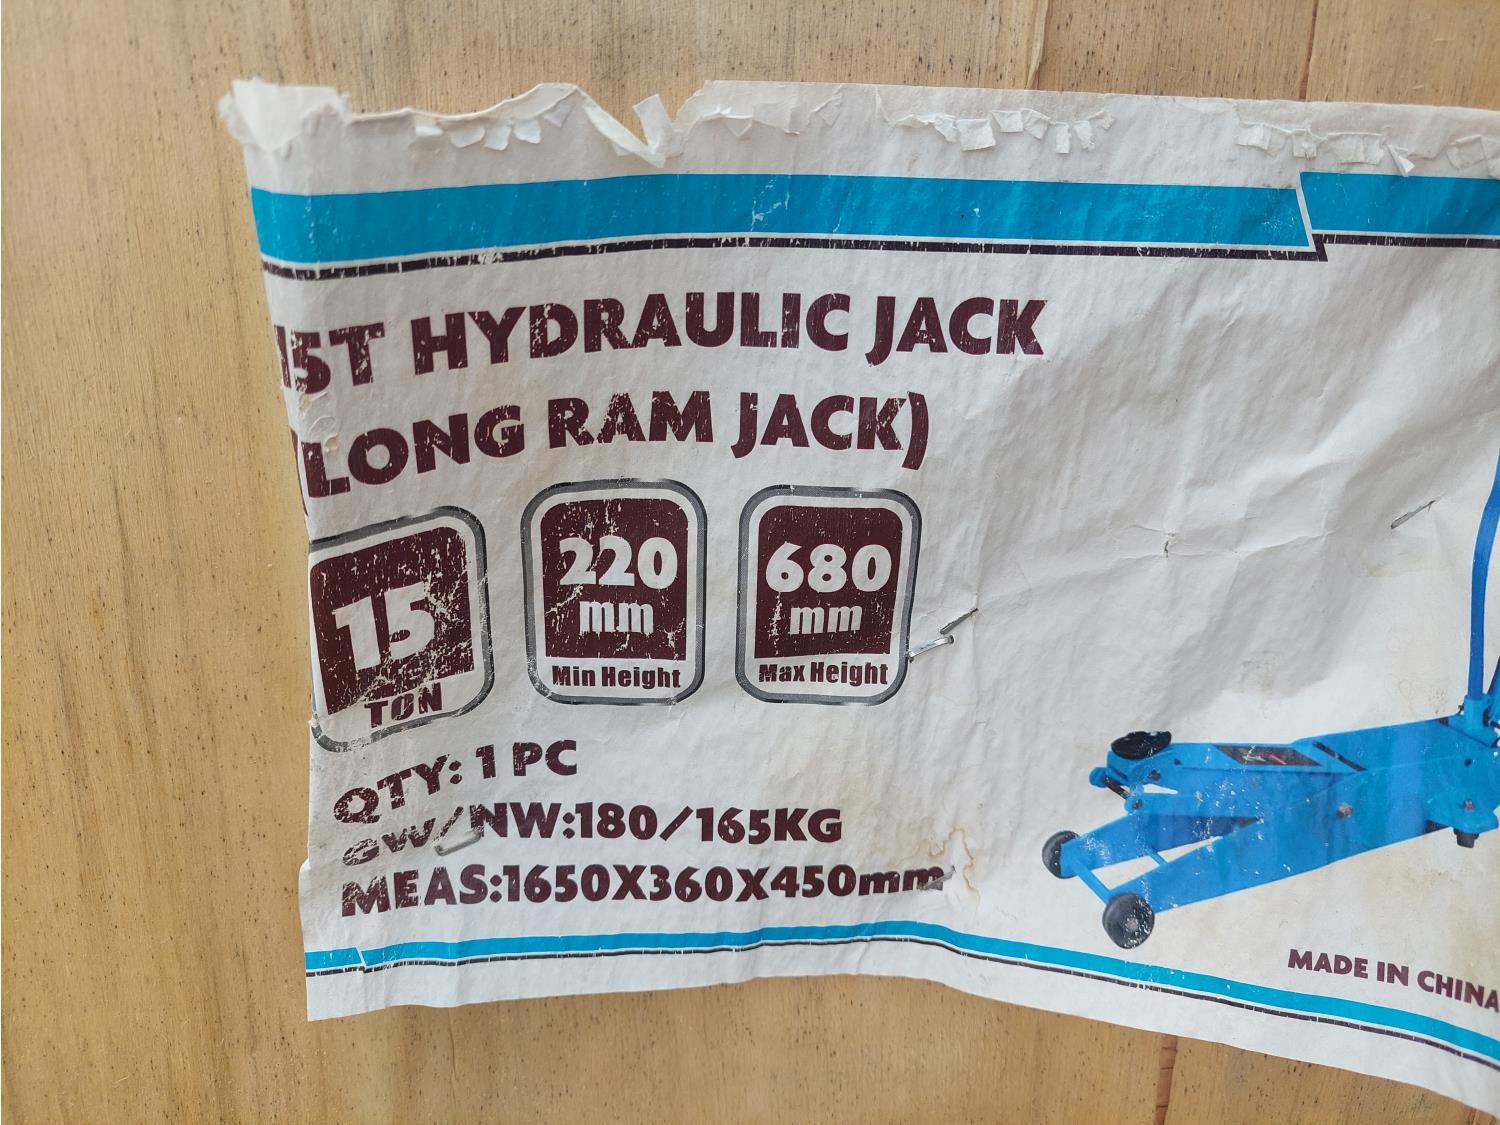 15T HYDRAULIC JACK
(LONG RAM JACK)
15
TON
220
mm
Min Height
680
mm
Max Height
QTY: 1 PC
GW/NW:180/165KG
MEAS:1650X360X450mm
MADE IN CHINA